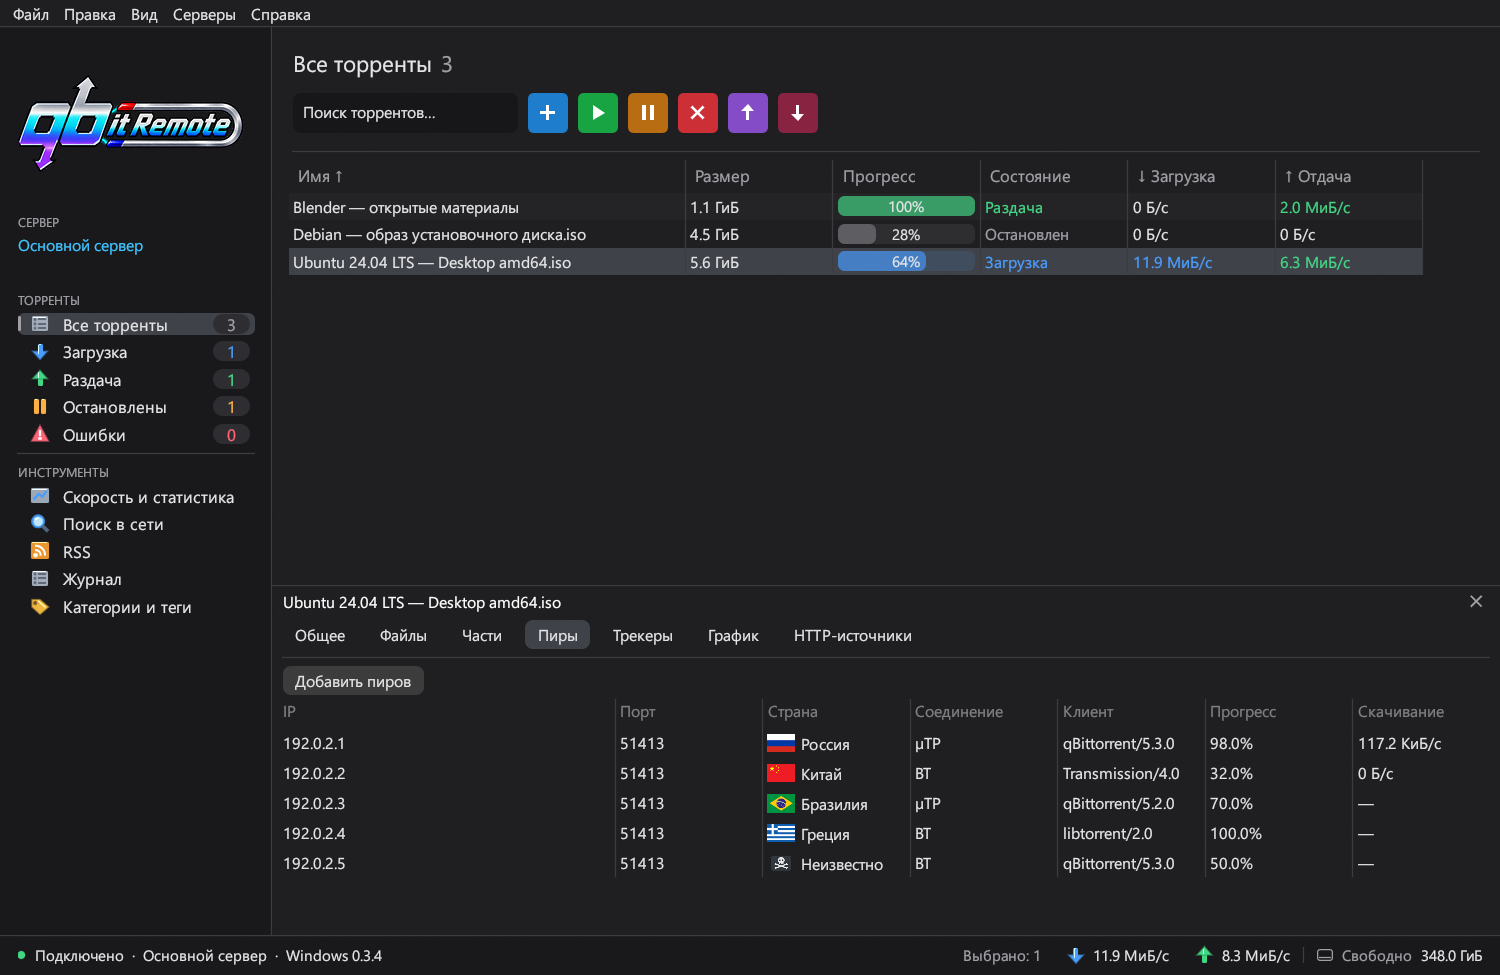 Файл Правка Вид Серверы Справка
qbit Remote
СЕРВЕР
Основной сервер
ТОРРЕНТЫ
Все торренты 3
Загрузка 1
Раздача 1
Остановлены 1
Ошибки 0
ИНСТРУМЕНТЫ
Скорость и статистика
Поиск в сети
RSS
Журнал
Категории и теги
Все торренты 3
Поиск торрентов...
Имя ↑ Размер Прогресс Состояние ↓ Загрузка ↑ Отдача
Blender — открытые материалы 1.1 ГиБ 100% Раздача 0 Б/с 2.0 МиБ/с
Debian — образ установочного диска.iso 4.5 ГиБ 28% Остановлен 0 Б/с 0 Б/с
Ubuntu 24.04 LTS — Desktop amd64.iso 5.6 ГиБ 64% Загрузка 11.9 МиБ/с 6.3 МиБ/с
Ubuntu 24.04 LTS — Desktop amd64.iso
Общее Файлы Части Пиры Трекеры График HTTP-источники
Добавить пиров
IP Порт Страна Соединение Клиент Прогресс Скачивание
192.0.2.1 51413 Россия μTP qBittorrent/5.3.0 98.0% 117.2 КиБ/с
192.0.2.2 51413 Китай BT Transmission/4.0 32.0% 0 Б/с
192.0.2.3 51413 Бразилия μTP qBittorrent/5.2.0 70.0% —
192.0.2.4 51413 Греция BT libtorrent/2.0 100.0% —
192.0.2.5 51413 Неизвестно BT qBittorrent/5.3.0 50.0% —
Подключено · Основной сервер · Windows 0.3.4 Выбрано: 1 11.9 МиБ/с 8.3 МиБ/с Свободно 348.0 ГиБ